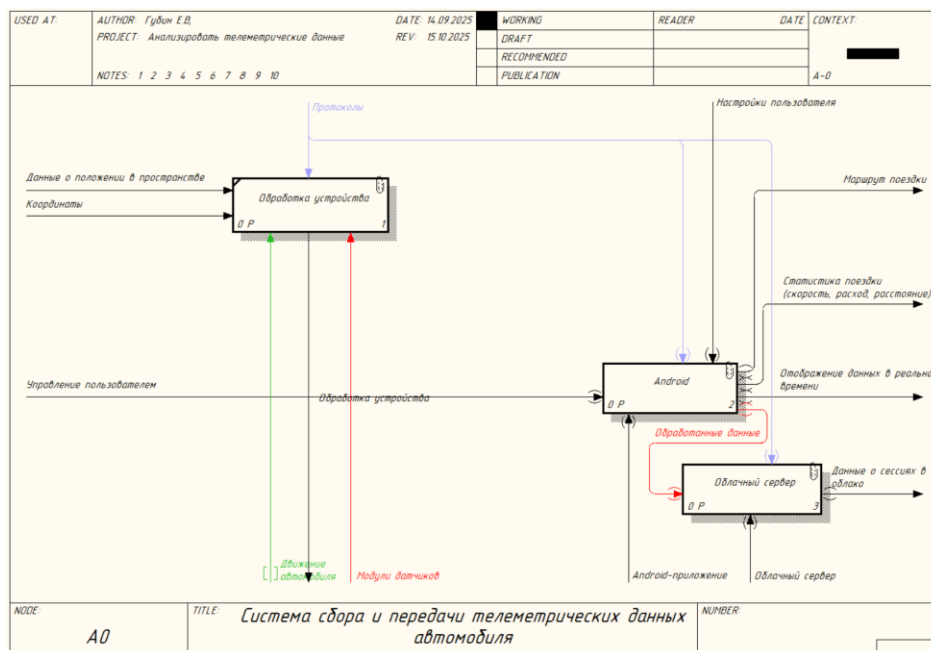 USED AT:
AUTHOR: Губин Е.В,
DATE: 14.09.2025
WORKING
READER
DATE
CONTEXT:
PROJECT: Анализировать телеметрические данные
REV: 15.10.2025
DRAFT
RECOMMENDED
NOTES: 1 2 3 4 5 6 7 8 9 10
PUBLICATION
A-0
Протоколы
Настройки пользователя
Данные о положении в пространстве
Координаты
Обработка устройства
0 Р
1
Маршрут поездки
Статистика поездки
(скорость, расход, расстояние)
Управление пользователем
Обработка устройства
Android
0 Р
2
Отображение данных в реально
времени
Обработанные данные
Облачный сервер
0 Р
3
Данные о сессиях в
облако
Движение
автомобиля
Модули датчиков
Android-приложение
Облачный сервер
NODE:
A0
TITLE:
Система сбора и передачи телеметрических данных
автомобиля
NUMBER: